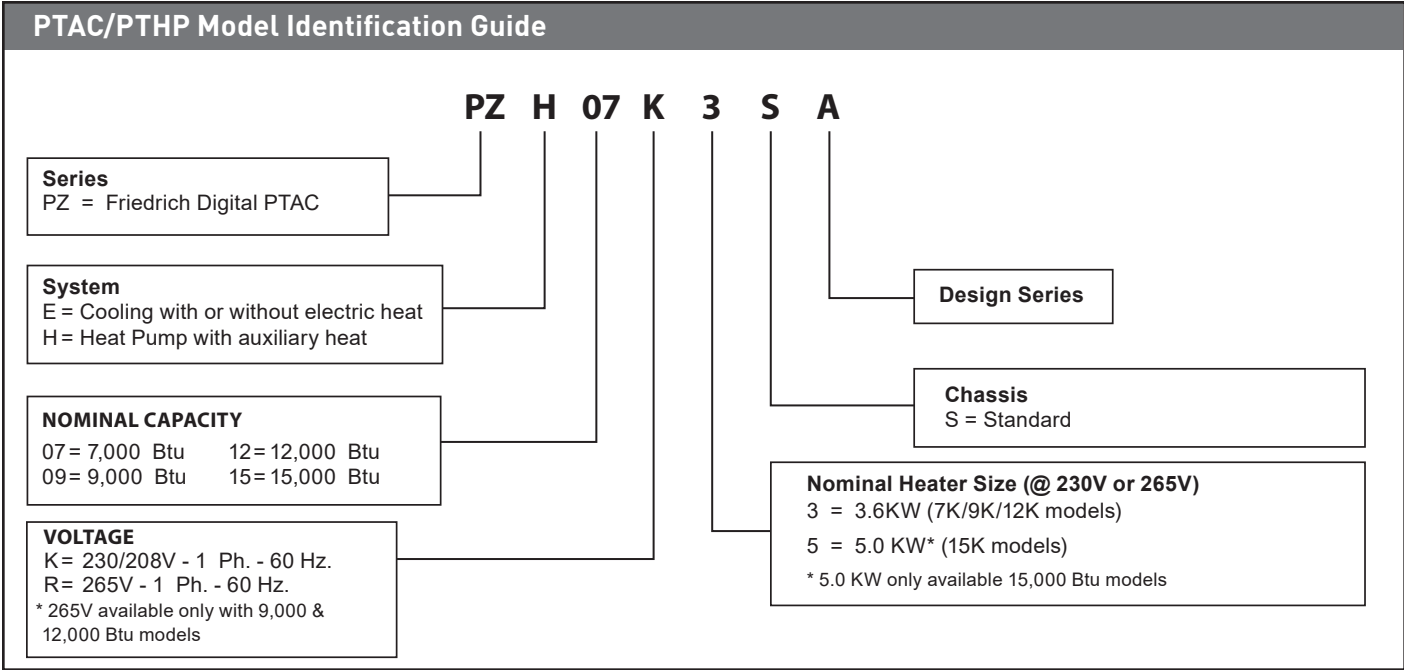 PTAC/PTHP Model Identification Guide
PZ H 07 K 3 S A
Series
PZ = Friedrich Digital PTAC
System
E = Cooling with or without electric heat
H = Heat Pump with auxiliary heat
NOMINAL CAPACITY
07 = 7,000 Btu 12 = 12,000 Btu
09 = 9,000 Btu 15 = 15,000 Btu
VOLTAGE
K = 230/208V - 1 Ph. - 60 Hz.
R = 265V - 1 Ph. - 60 Hz.
* 265V available only with 9,000 &
12,000 Btu models
Design Series
Chassis
S = Standard
Nominal Heater Size (@ 230V or 265V)
3 = 3.6KW (7K/9K/12K models)
5 = 5.0 KW* (15K models)
* 5.0 KW only available 15,000 Btu models